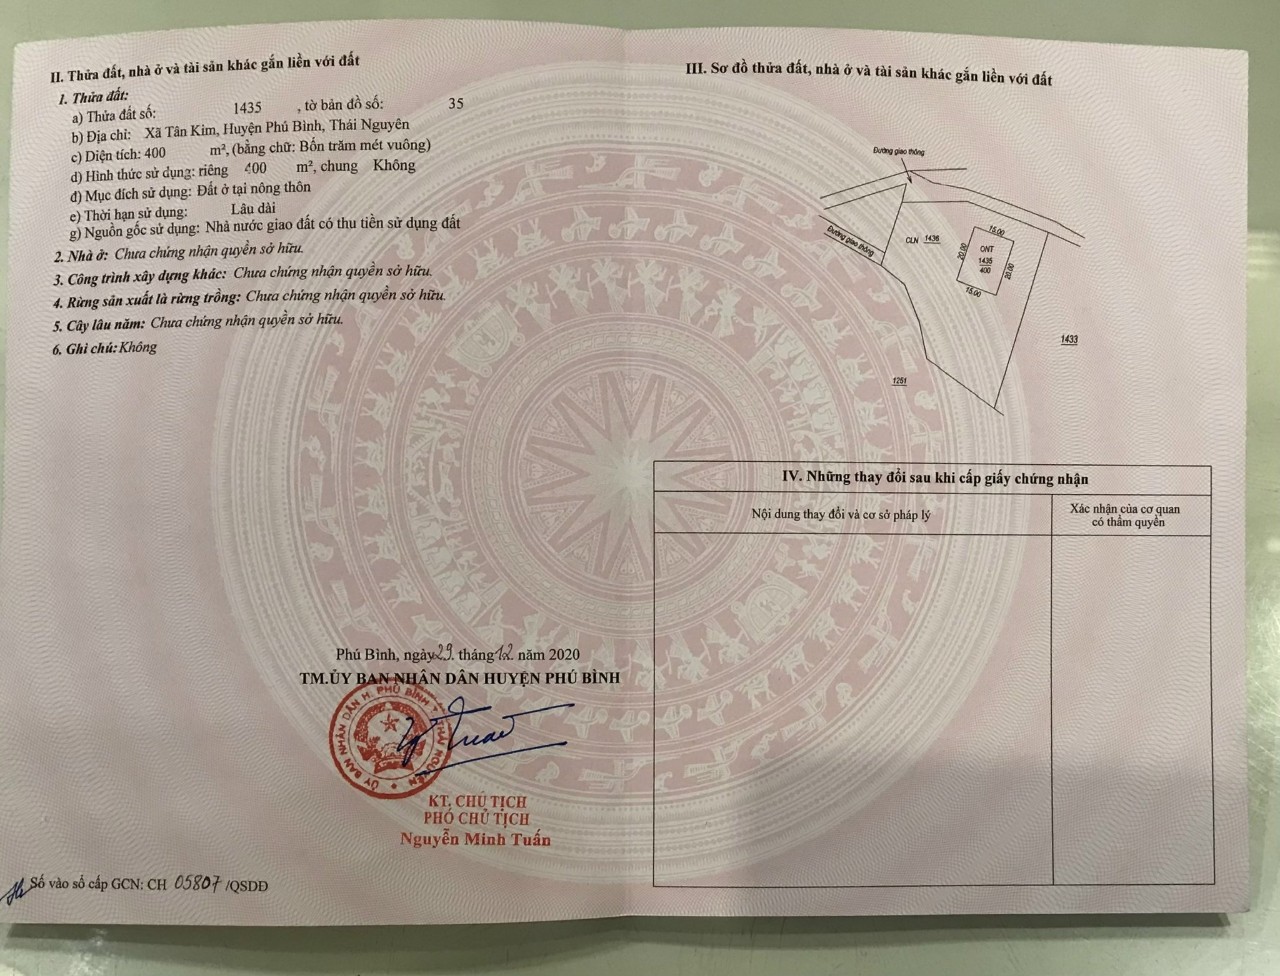 II. Thửa đất, nhà ở và tài sản khác gắn liền với đất
1. Thửa đất:
a) Thửa đất số: 1435 , tờ bản đồ số: 35
b) Địa chỉ: Xã Tân Kim, Huyện Phú Bình, Thái Nguyên
c) Diện tích: 400 m², (bằng chữ: Bốn trăm mét vuông)
d) Hình thức sử dụng: riêng 400 m², chung Không
đ) Mục đích sử dụng: Đất ở tại nông thôn
e) Thời hạn sử dụng: Lâu dài
g) Nguồn gốc sử dụng: Nhà nước giao đất có thu tiền sử dụng đất
2. Nhà ở: Chưa chứng nhận quyền sở hữu.
3. Công trình xây dựng khác: Chưa chứng nhận quyền sở hữu.
4. Rừng sản xuất là rừng trồng: Chưa chứng nhận quyền sở hữu.
5. Cây lâu năm: Chưa chứng nhận quyền sở hữu.
6. Ghi chú: Không
Phú Bình, ngày 29. tháng 12. năm 2020
TM.ỦY BAN NHÂN DÂN HUYỆN PHÚ BÌNH
ỦY BAN NHÂN DÂN H. PHÚ BÌNH T. THÁI NGUYÊN
KT. CHỦ TỊCH
PHÓ CHỦ TỊCH
Nguyễn Minh Tuấn
Số vào sổ cấp GCN: CH 05807 /QSDĐ
III. Sơ đồ thửa đất, nhà ở và tài sản khác gắn liền với đất
Đường giao thông
Đường giao thông
CLN 1436
15.00
20.00
ONT
1435
400
20.00
15.00
1433
1251
IV. Những thay đổi sau khi cấp giấy chứng nhận
Nội dung thay đổi và cơ sở pháp lý
Xác nhận của cơ quan
có thẩm quyền